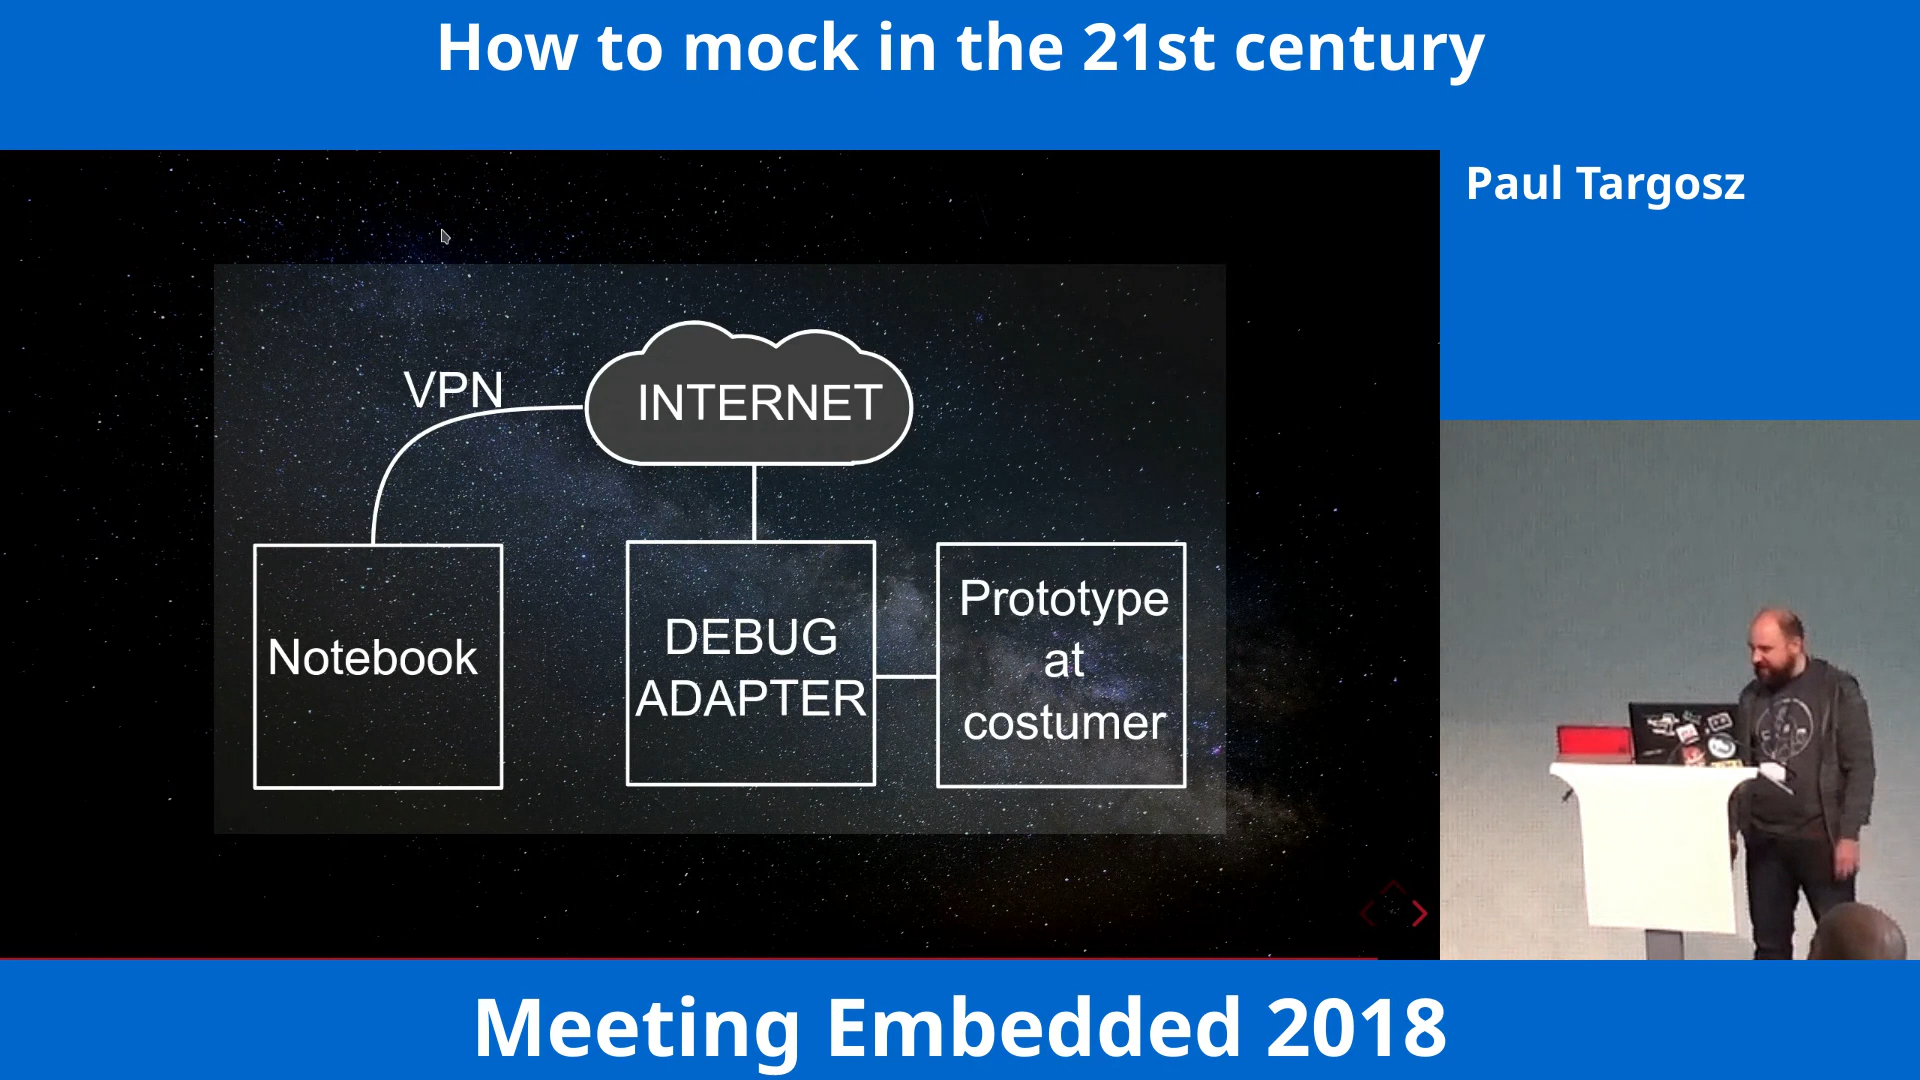 How to mock in the 21st century
Paul Targosz
VPN
INTERNET
Notebook
DEBUG
ADAPTER
Prototype
at
costumer
Meeting Embedded 2018